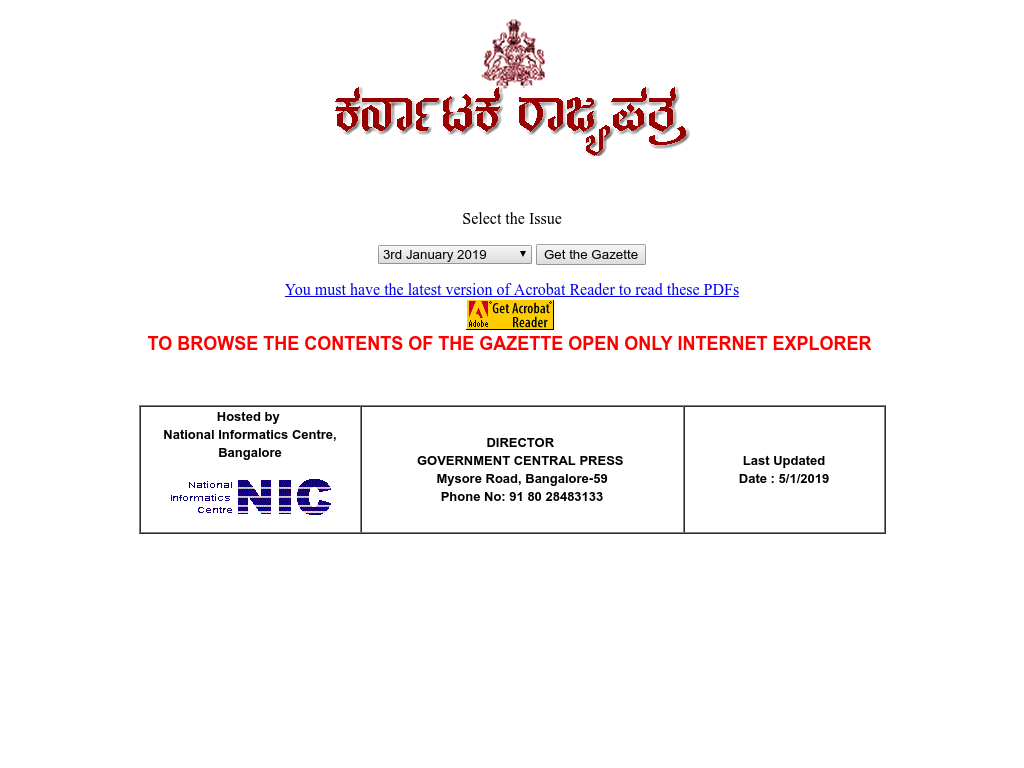 ಕರ್ನಾಟಕ ರಾಜ್ಯಪತ್ರ
Select the Issue
3rd January 2019
Get the Gazette
You must have the latest version of Acrobat Reader to read these PDFs
Get Acrobat
Adobe Reader
TO BROWSE THE CONTENTS OF THE GAZETTE OPEN ONLY INTERNET EXPLORER
Hosted by
National Informatics Centre,
Bangalore
National
Informatics
Centre
NIC
DIRECTOR
GOVERNMENT CENTRAL PRESS
Mysore Road, Bangalore-59
Phone No: 91 80 28483133
Last Updated
Date : 5/1/2019